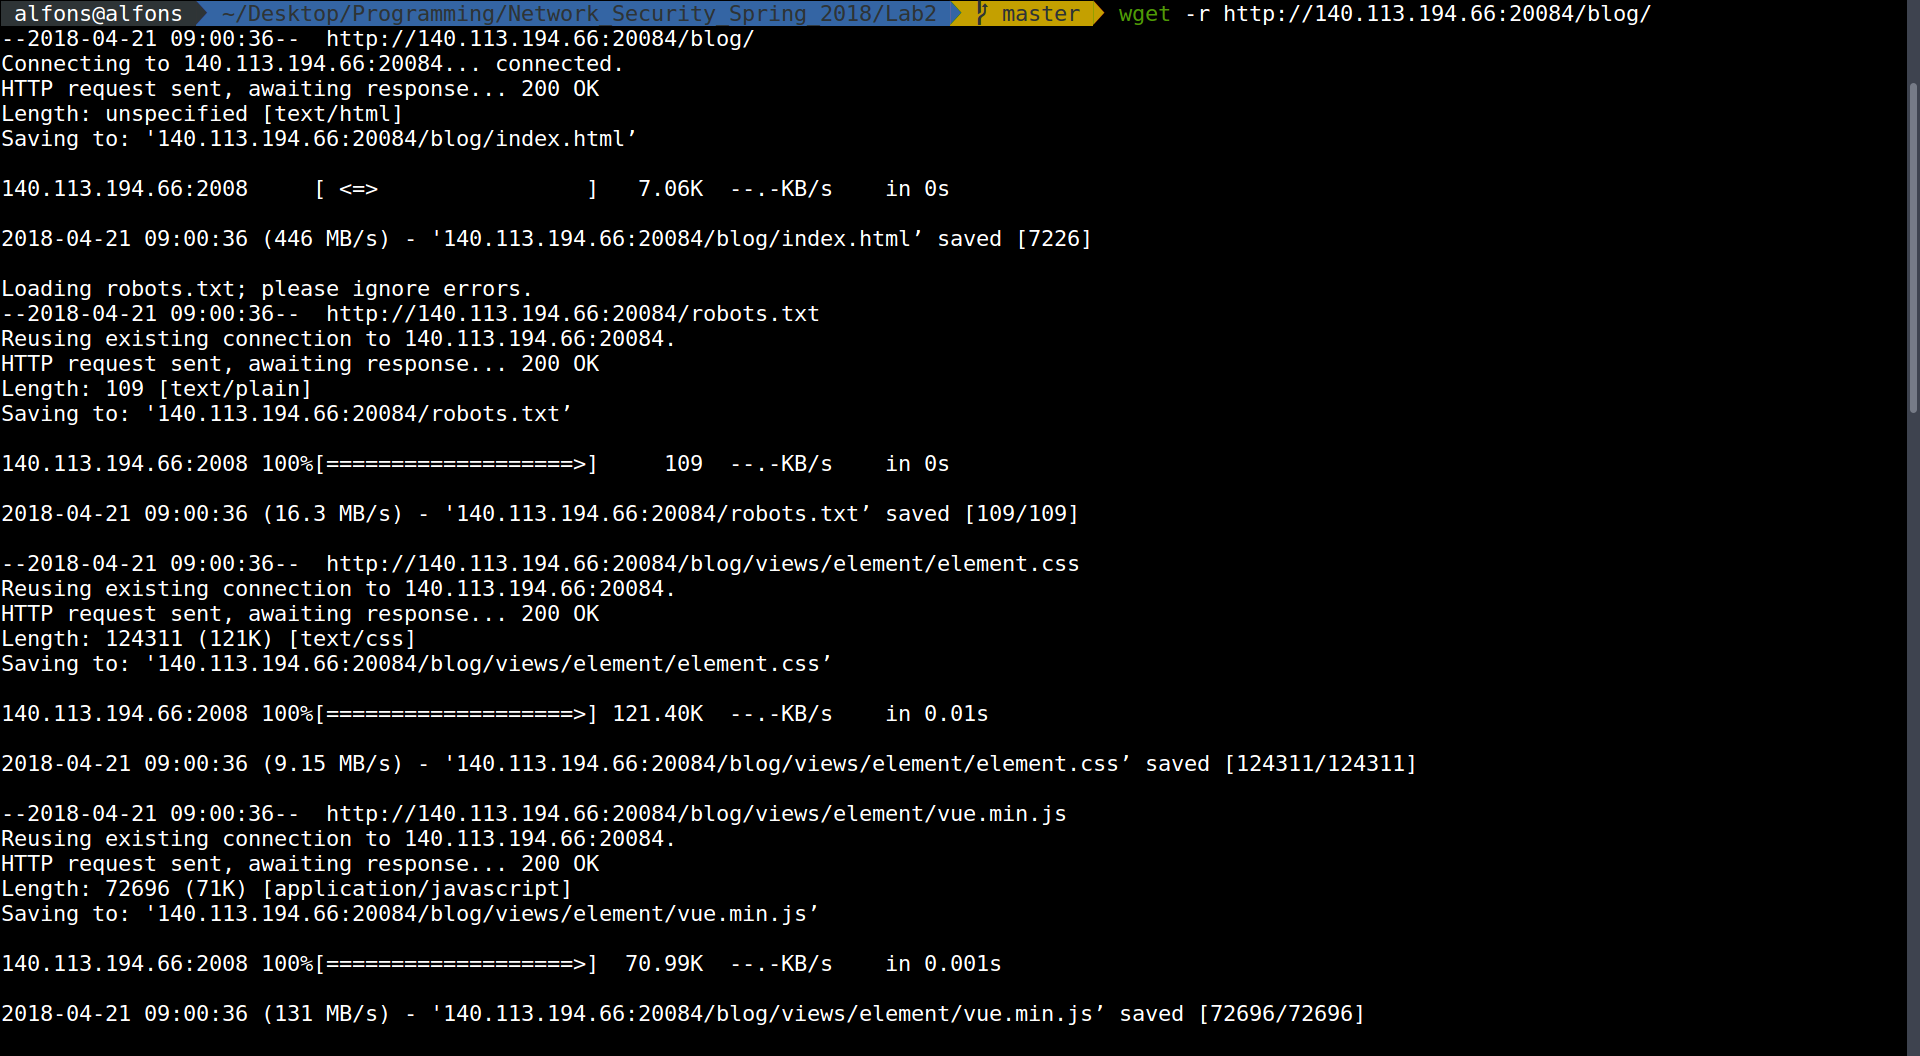 alfons@alfons ~/Desktop/Programming/Network_Security_Spring_2018/Lab2 master wget -r http://140.113.194.66:20084/blog/
--2018-04-21 09:00:36--  http://140.113.194.66:20084/blog/
Connecting to 140.113.194.66:20084... connected.
HTTP request sent, awaiting response... 200 OK
Length: unspecified [text/html]
Saving to: '140.113.194.66:20084/blog/index.html’
140.113.194.66:2008     [ <=>                ]   7.06K  --.-KB/s    in 0s
2018-04-21 09:00:36 (446 MB/s) - '140.113.194.66:20084/blog/index.html’ saved [7226]
Loading robots.txt; please ignore errors.
--2018-04-21 09:00:36--  http://140.113.194.66:20084/robots.txt
Reusing existing connection to 140.113.194.66:20084.
HTTP request sent, awaiting response... 200 OK
Length: 109 [text/plain]
Saving to: '140.113.194.66:20084/robots.txt’
140.113.194.66:2008 100%[===================>]     109  --.-KB/s    in 0s
2018-04-21 09:00:36 (16.3 MB/s) - '140.113.194.66:20084/robots.txt’ saved [109/109]
--2018-04-21 09:00:36--  http://140.113.194.66:20084/blog/views/element/element.css
Reusing existing connection to 140.113.194.66:20084.
HTTP request sent, awaiting response... 200 OK
Length: 124311 (121K) [text/css]
Saving to: '140.113.194.66:20084/blog/views/element/element.css’
140.113.194.66:2008 100%[===================>] 121.40K  --.-KB/s    in 0.01s
2018-04-21 09:00:36 (9.15 MB/s) - '140.113.194.66:20084/blog/views/element/element.css’ saved [124311/124311]
--2018-04-21 09:00:36--  http://140.113.194.66:20084/blog/views/element/vue.min.js
Reusing existing connection to 140.113.194.66:20084.
HTTP request sent, awaiting response... 200 OK
Length: 72696 (71K) [application/javascript]
Saving to: '140.113.194.66:20084/blog/views/element/vue.min.js’
140.113.194.66:2008 100%[===================>]  70.99K  --.-KB/s    in 0.001s
2018-04-21 09:00:36 (131 MB/s) - '140.113.194.66:20084/blog/views/element/vue.min.js’ saved [72696/72696]